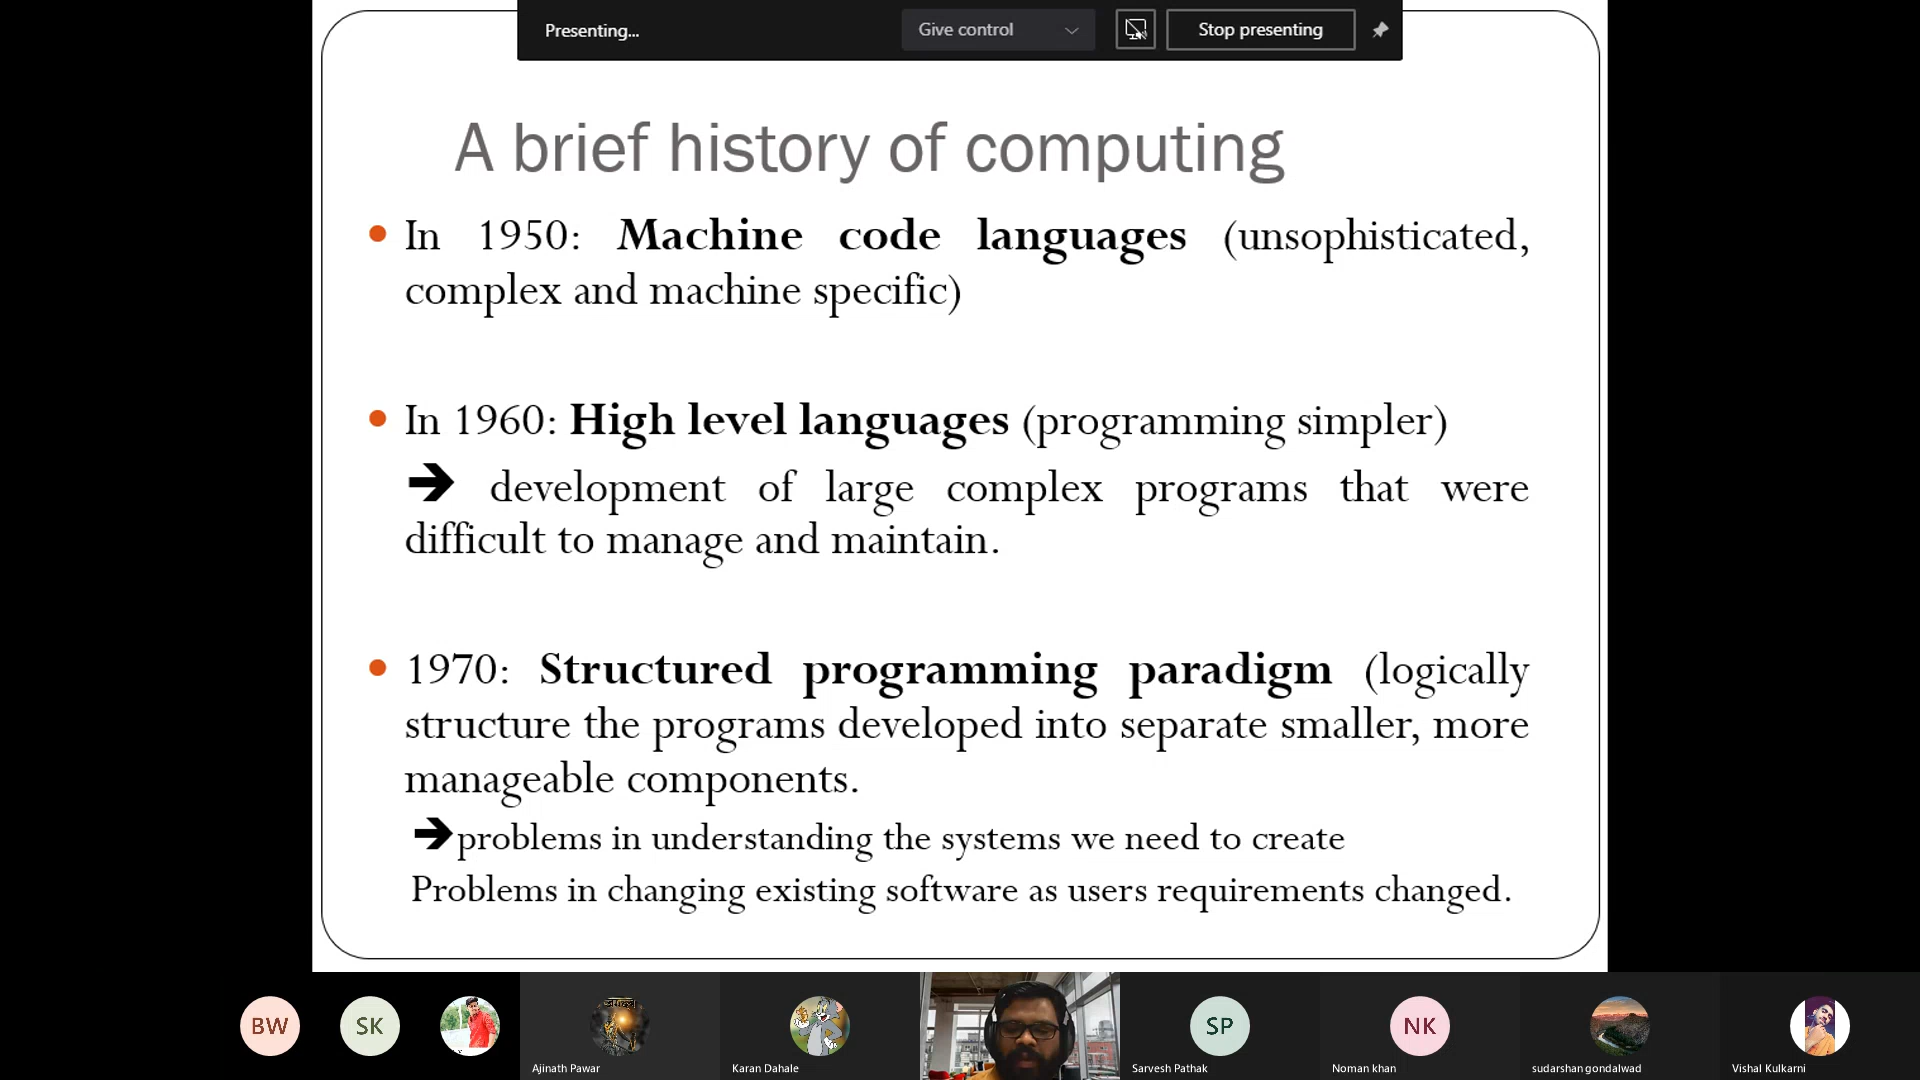 Presenting...
Give control
Stop presenting
A brief history of computing
In 1950: Machine code languages (unsophisticated,
complex and machine specific)
In 1960: High level languages (programming simpler)
➔ development of large complex programs that were
difficult to manage and maintain.
1970: Structured programming paradigm (logically
structure the programs developed into separate smaller, more
manageable components.
➔problems in understanding the systems we need to create
Problems in changing existing software as users requirements changed.
BW
SK
SP
NK
Ajinath Pawar
Karan Dahale
Sarvesh Pathak
Noman khan
sudarshan gondalwad
Vishal Kulkarni